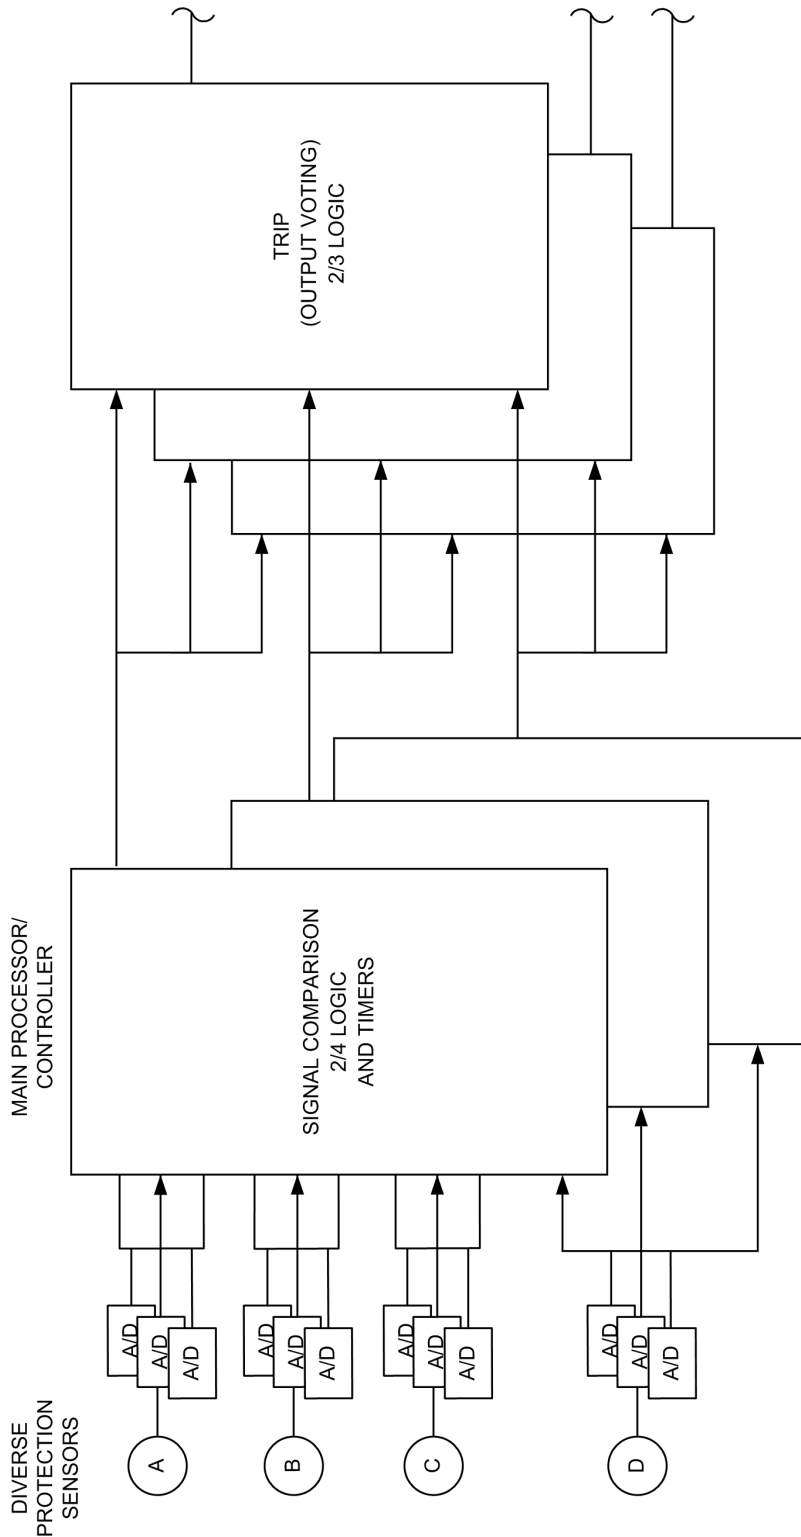 DIVERSE
PROTECTION
SENSORS
MAIN PROCESSOR/
CONTROLLER
A
A/D
A/D
A/D
B
A/D
A/D
A/D
C
A/D
A/D
A/D
D
A/D
A/D
A/D
SIGNAL COMPARISON
2/4 LOGIC
AND TIMERS
TRIP
(OUTPUT VOTING)
2/3 LOGIC